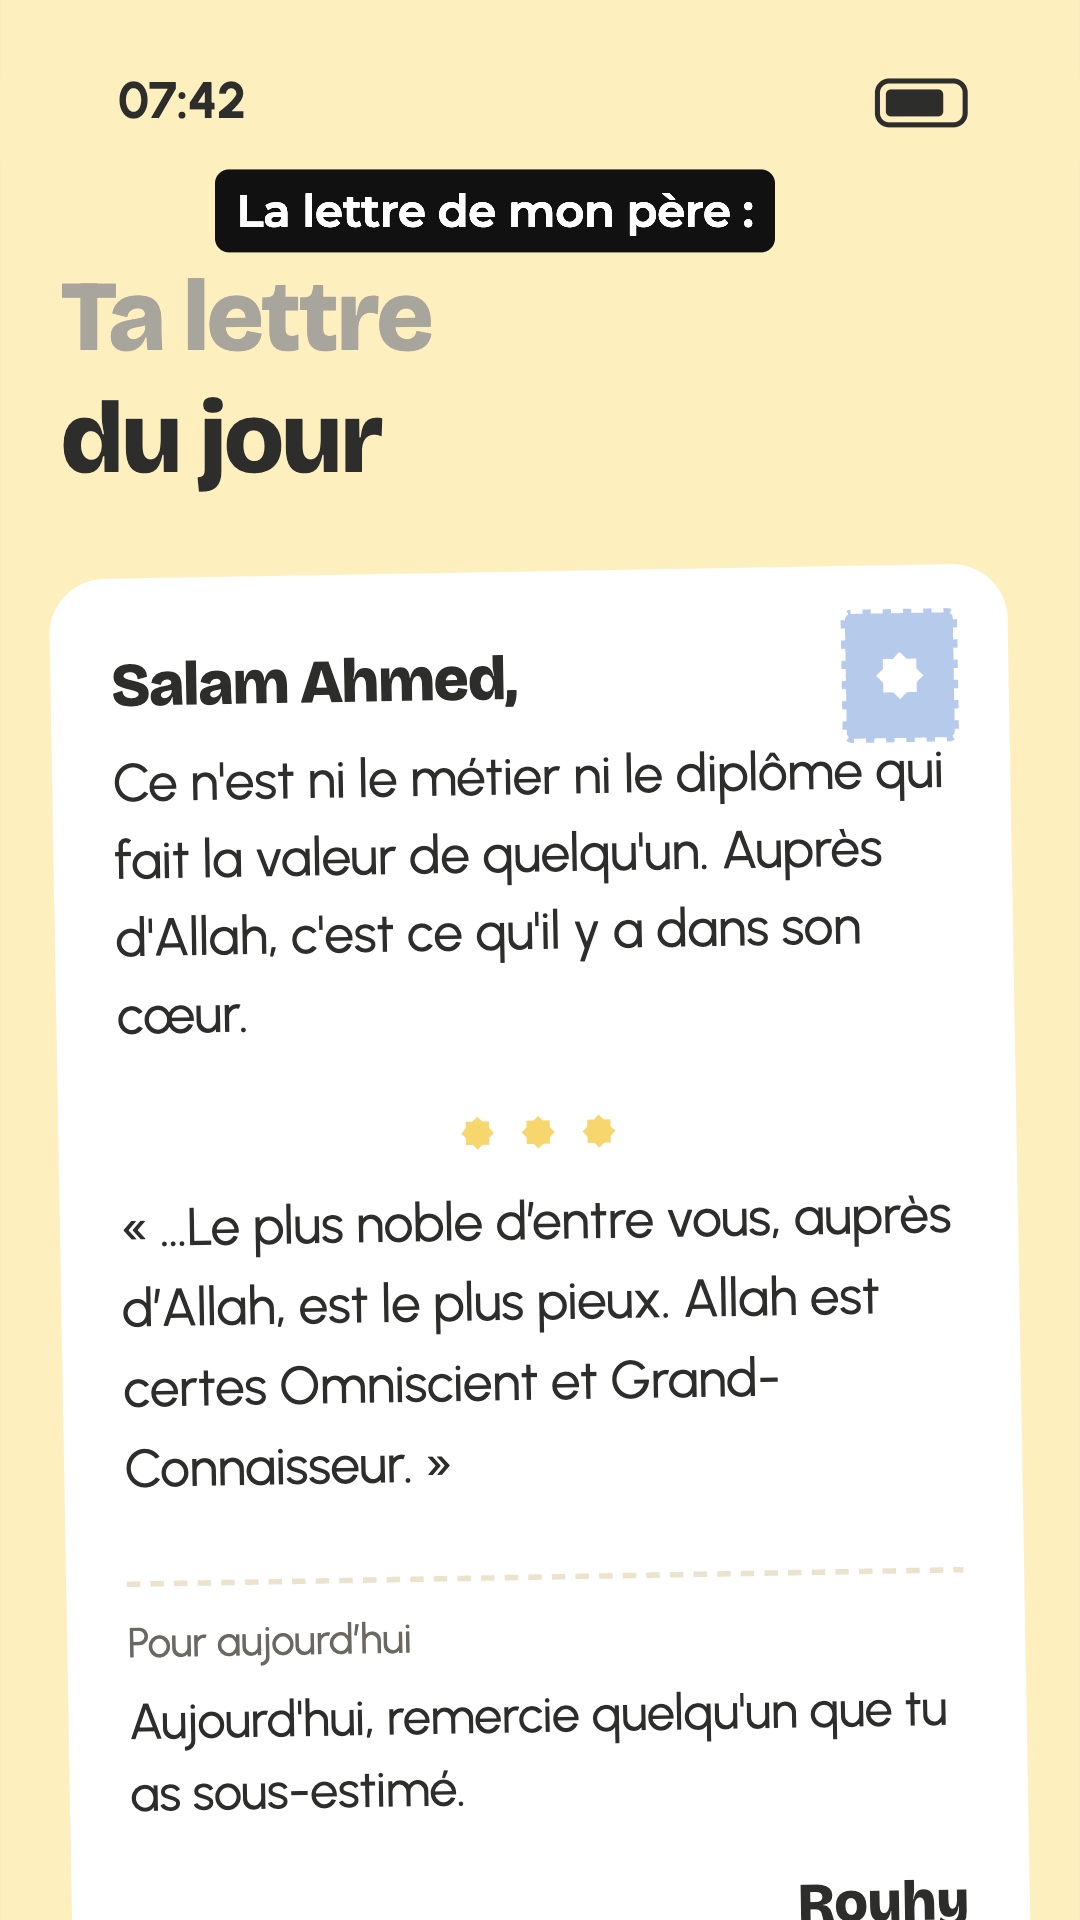 07:42
La lettre de mon père :
Ta lettre
du jour
Salam Ahmed,
Ce n'est ni le métier ni le diplôme qui
fait la valeur de quelqu'un. Auprès
d'Allah, c'est ce qu'il y a dans son
cœur.
« ...Le plus noble d’entre vous, auprès
d’Allah, est le plus pieux. Allah est
certes Omniscient et Grand-
Connaisseur. »
Pour aujourd’hui
Aujourd'hui, remercie quelqu'un que tu
as sous-estimé.
Rouhy